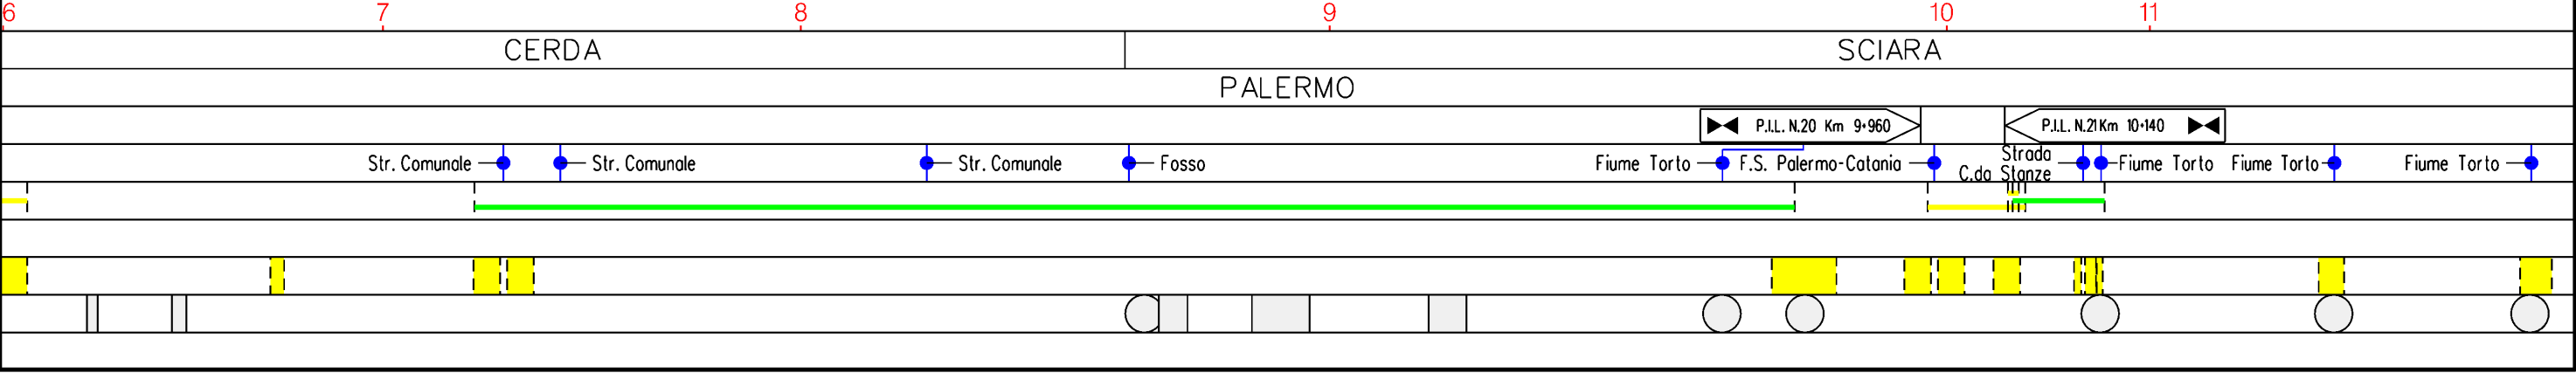 6 7 8 9 10 11
CERDA SCIARA
PALERMO
P.I.L. N.20 Km 9+960 P.I.L. N.21 Km 10+140
Str. Comunale Str. Comunale Str. Comunale Fosso Fiume Torto F.S. Palermo-Catania Strada Fiume Torto Fiume Torto Fiume Torto
C.da Stanze